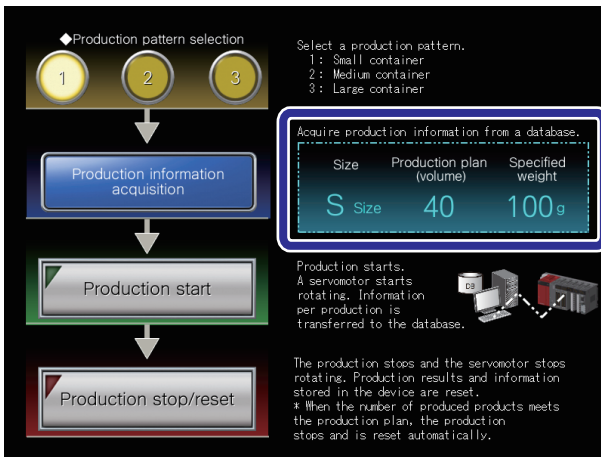 ◆Production pattern selection
1 2 3
Select a production pattern.
1: Small container
2: Medium container
3: Large container
Production information
acquisition
Acquire production information from a database.
Size Production plan Specified
(volume) weight
S Size 40 100 g
Production start
Production starts.
A servomotor starts
rotating. Information
per production is
transferred to the database.
DB
Production stop/reset
The production stops and the servomotor stops
rotating. Production results and information
stored in the device are reset.
* When the number of produced products meets
the production plan, the production
stops and is reset automatically.